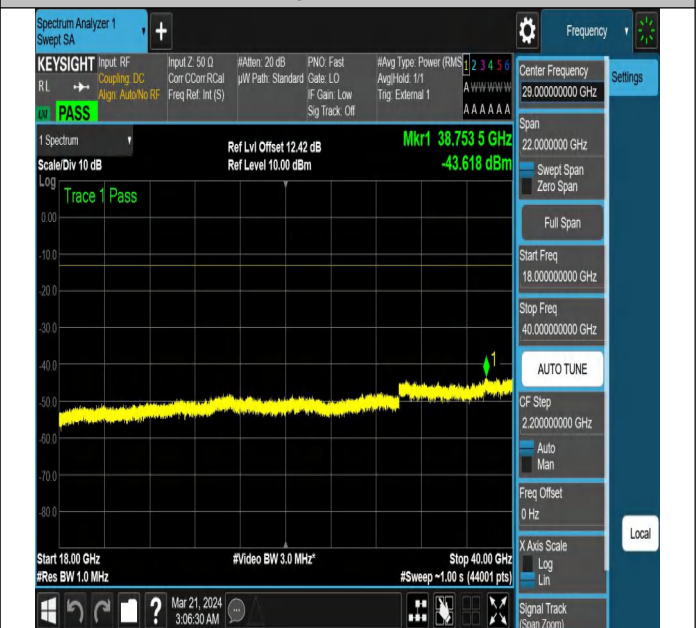 Spectrum Analyzer 1
Swept SA
+
Frequency
KEYSIGHT
RL
PASS
Input: RF
Coupling: DC
Align: Auto/No RF
Input Z: 50 Ω
Corr CCorr RCal
Freq Ref: Int (S)
#Atten: 20 dB
µW Path: Standard
PNO: Fast
Gate: LO
IF Gain: Low
Sig Track: Off
#Avg Type: Power (RMS
Avg|Hold: 1/1
Trig: External 1
1 2 3 4 5 6
A W W W W W
A A A A A A
Center Frequency
29.000000000 GHz
Settings
1 Spectrum
Scale/Div 10 dB
Ref Lvl Offset 12.42 dB
Ref Level 10.00 dBm
Mkr1 38.753 5 GHz
-43.618 dBm
Span
22.0000000 GHz
Swept Span
Zero Span
Full Span
Start Freq
18.000000000 GHz
Stop Freq
40.000000000 GHz
AUTO TUNE
CF Step
2.200000000 GHz
Auto
Man
Freq Offset
0 Hz
X Axis Scale
Log
Lin
Signal Track
(Span Zoom)
Local
Log
Trace 1 Pass
0.00
-10.0
-20.0
-30.0
-40.0
-50.0
-60.0
-70.0
-80.0
1
Start 18.00 GHz
#Res BW 1.0 MHz
#Video BW 3.0 MHz*
Stop 40.00 GHz
#Sweep ~1.00 s (44001 pts)
?
Mar 21, 2024
3:06:30 AM